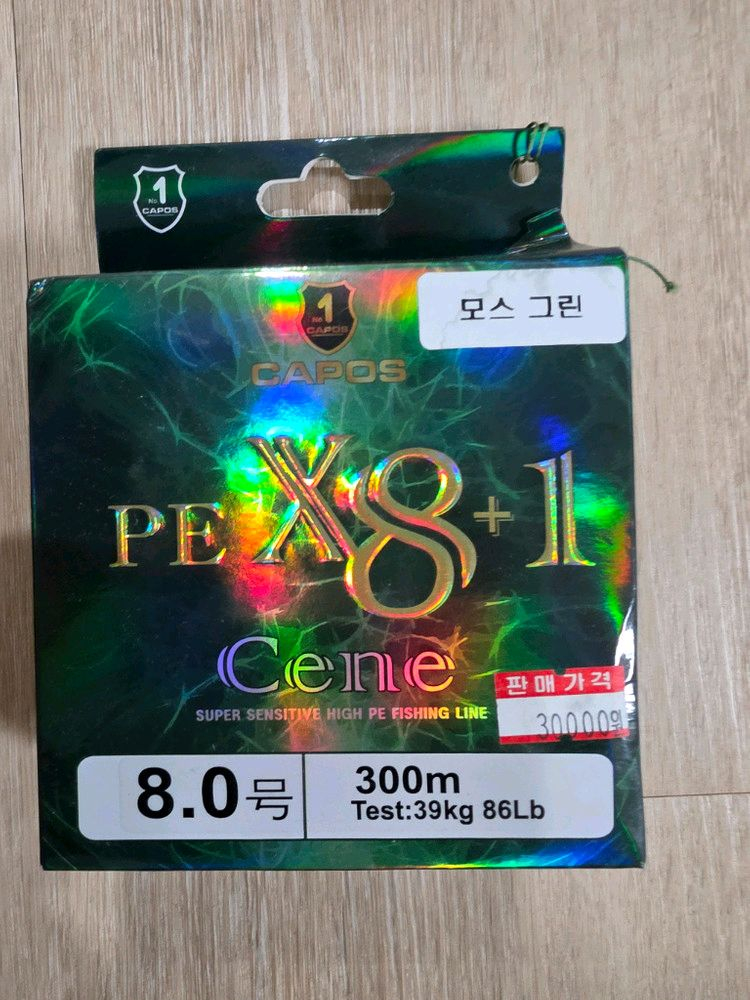 No.1
CAPOS
모스 그린
No.1
CAPOS
CAPOS
PE X8+1
Cene
SUPER SENSITIVE HIGH PE FISHING LINE
판매가격
30000원
8.0号
300m
Test:39kg 86Lb